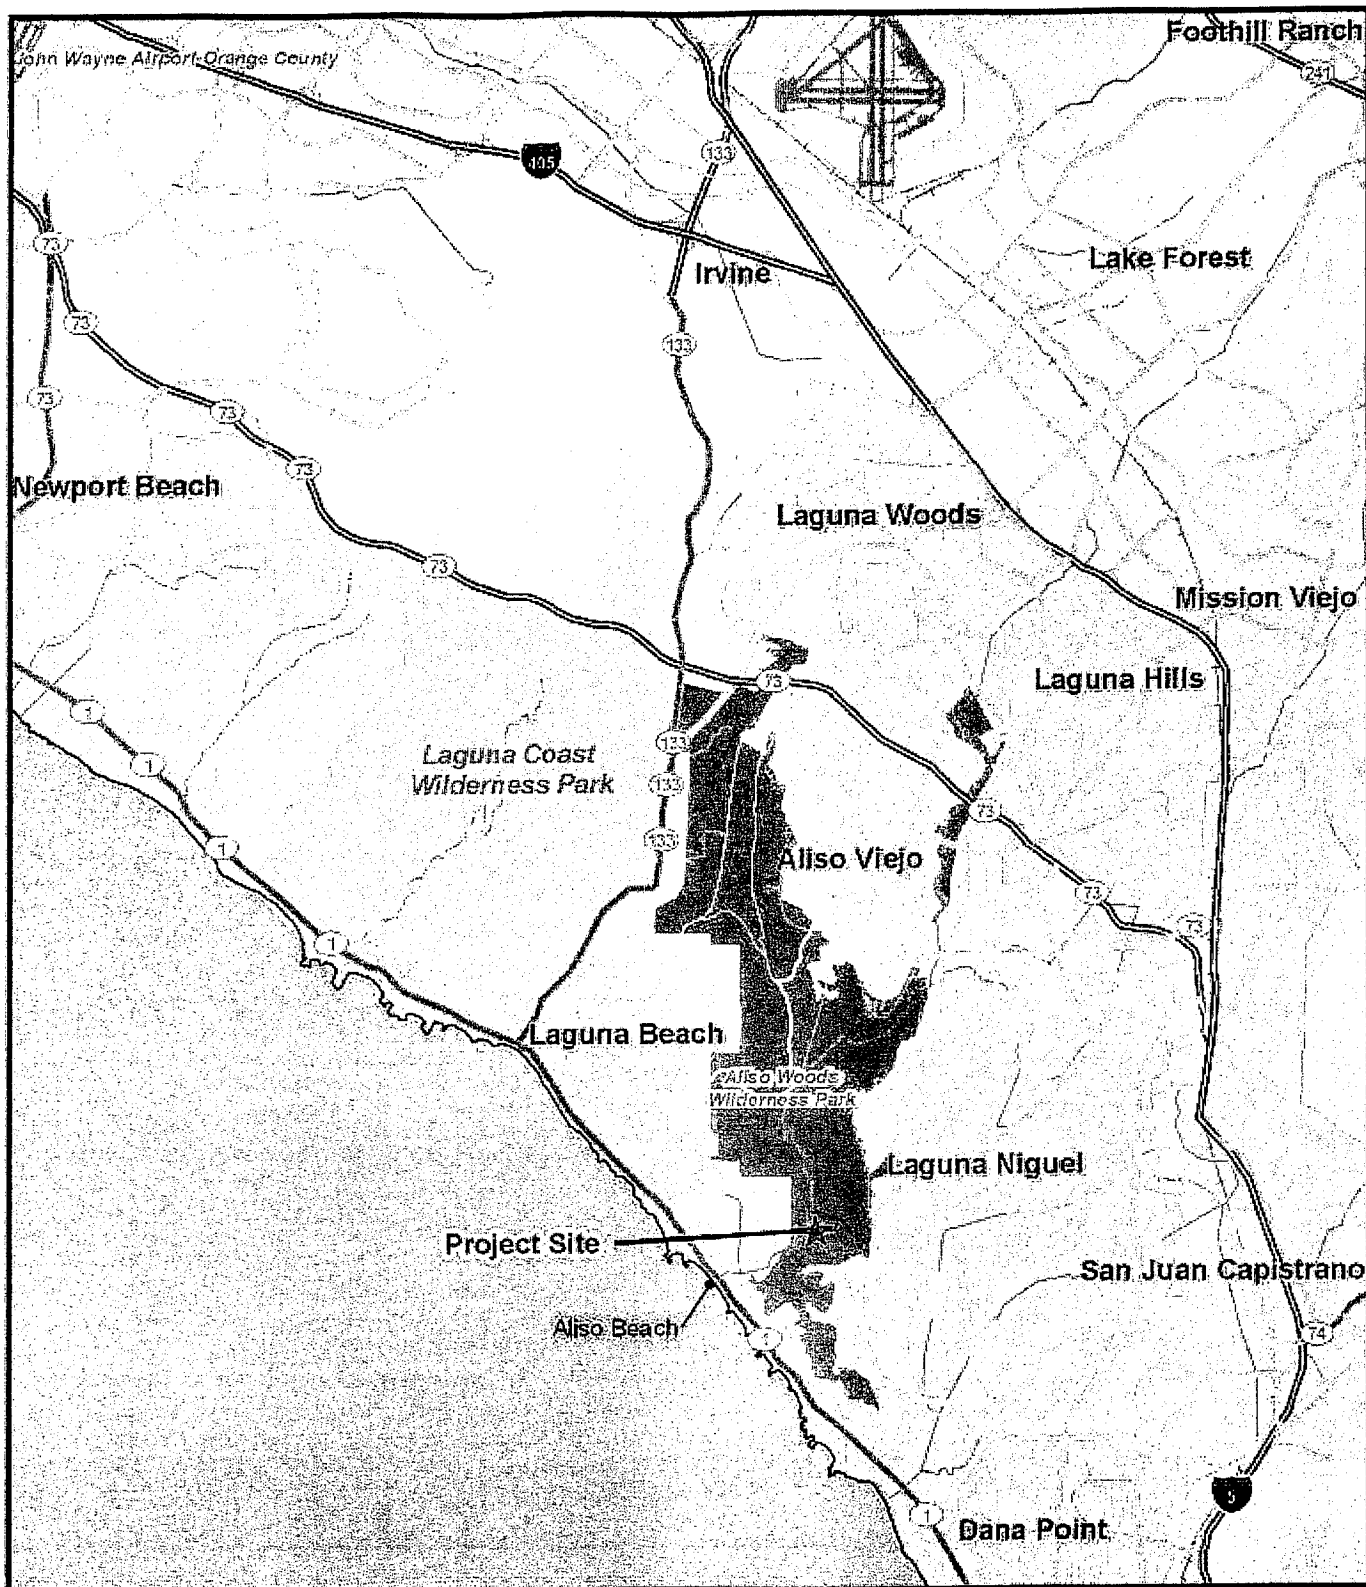 Foothill Ranch
John Wayne Airport-Orange County
241
405
133
73
Irvine
Lake Forest
73
133
73
73
73
Newport Beach
Laguna Woods
73
Mission Viejo
Laguna Hills
73
1
133
Laguna Coast
Wilderness Park
1
133
73
133
1
Aliso Viejo
73
73
1
Laguna Beach
Aliso Woods
Wilderness Park
Laguna Niguel
Project Site
San Juan Capistrano
Aliso Beach
1
74
5
1
Dana Point